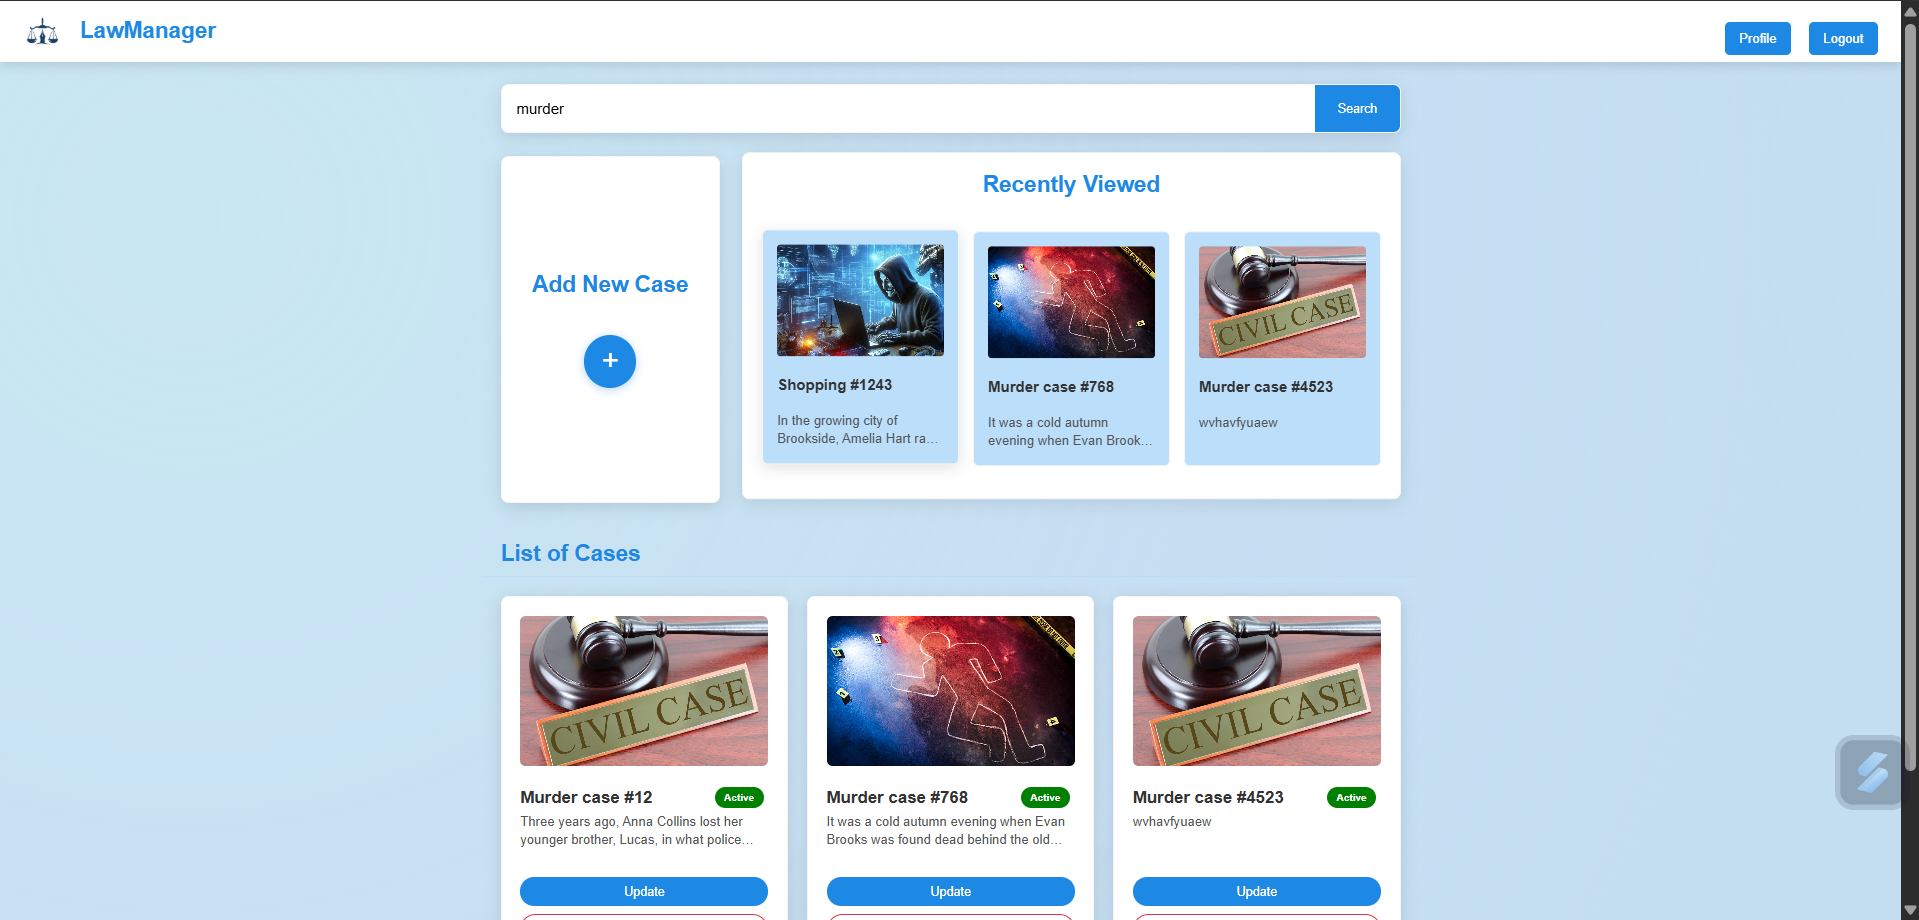 LawManager
Profile
Logout
murder
Search
Add New Case
+
Recently Viewed
CIVIL CASE
Shopping #1243
In the growing city of
Brookside, Amelia Hart ra...
Murder case #768
It was a cold autumn
evening when Evan Brook...
Murder case #4523
wvhavfyuaew
List of Cases
CIVIL CASE
CIVIL CASE
Murder case #12
Active
Three years ago, Anna Collins lost her
younger brother, Lucas, in what police...
Update
Murder case #768
Active
It was a cold autumn evening when Evan
Brooks was found dead behind the old...
Update
Murder case #4523
Active
wvhavfyuaew
Update